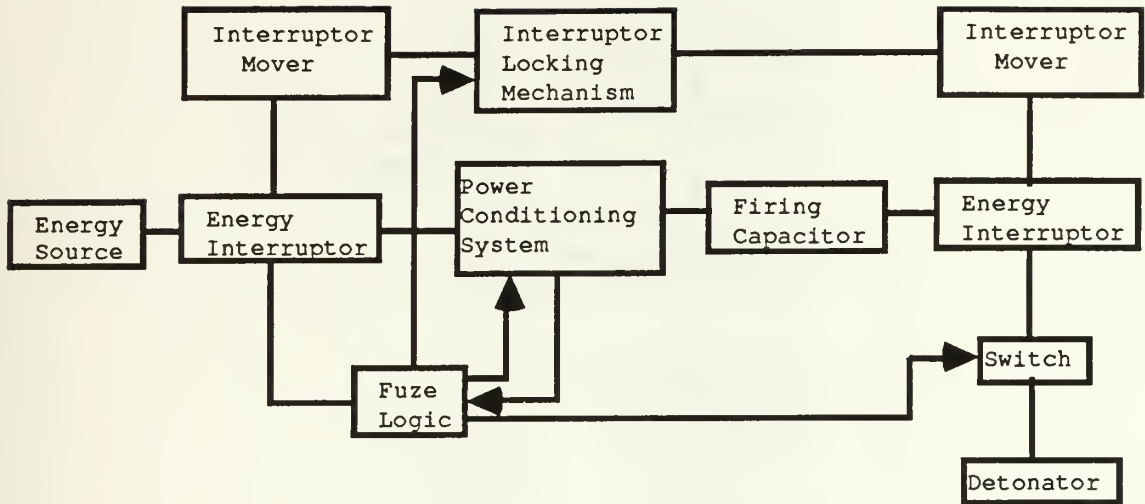 Interruptor
Mover
Interruptor
Locking
Mechanism
Interruptor
Mover
Energy
Source
Energy
Interruptor
Power
Conditioning
System
Firing
Capacitor
Energy
Interruptor
Fuze
Logic
Switch
Detonator